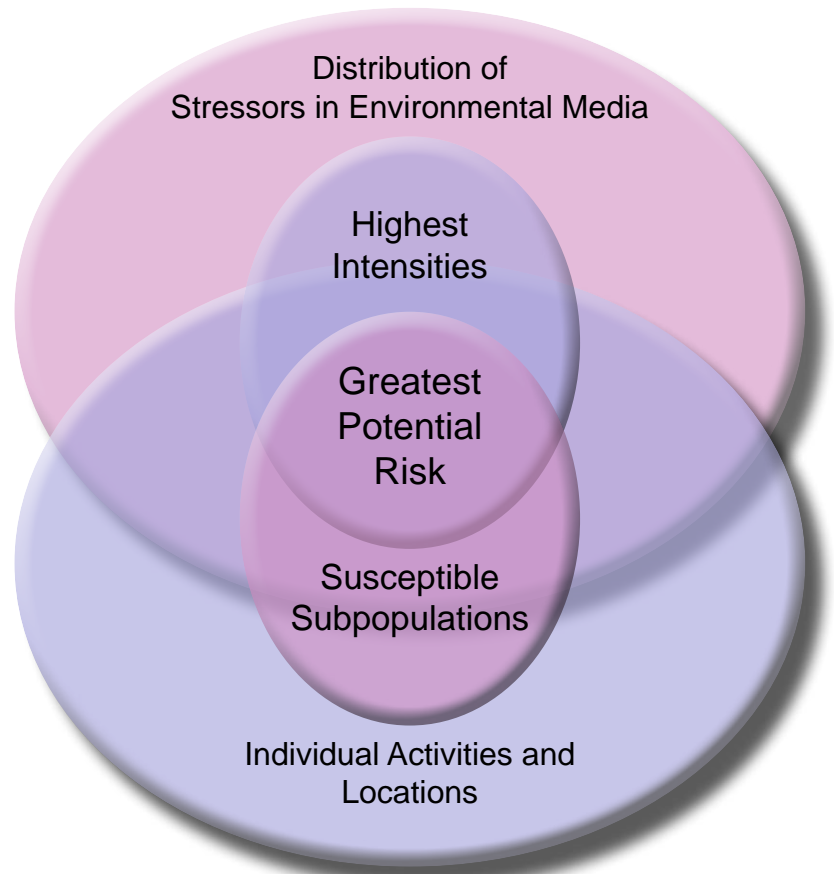 Distribution of
Stressors in Environmental Media
Highest
Intensities
Greatest
Potential
Risk
Susceptible
Subpopulations
Individual Activities and
Locations